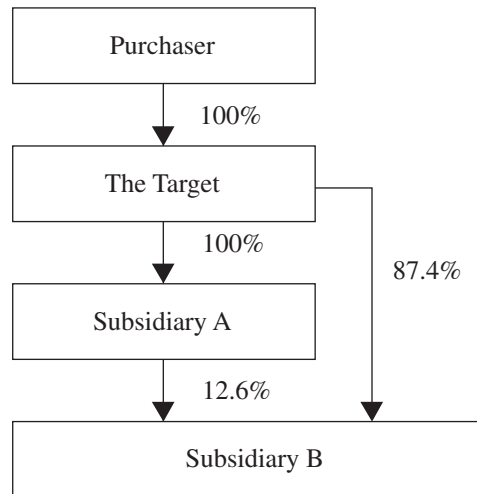 Purchaser
100%
The Target
100%
87.4%
Subsidiary A
12.6%
Subsidiary B